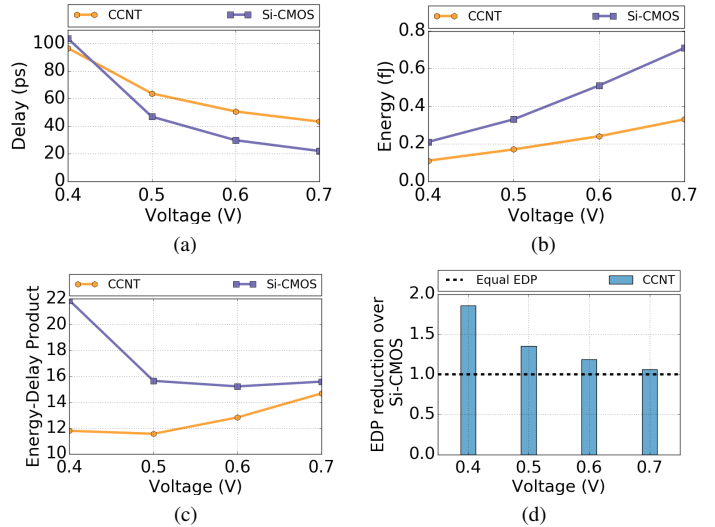 CCNT Si-CMOS
100
80
60
40
20
0
Delay (ps)
0.4 0.5 0.6 0.7
Voltage (V)
(a)
CCNT Si-CMOS
0.8
0.6
0.4
0.2
0.0
Energy (fJ)
0.4 0.5 0.6 0.7
Voltage (V)
(b)
CCNT Si-CMOS
22
20
18
16
14
12
10
Energy-Delay Product
0.4 0.5 0.6 0.7
Voltage (V)
(c)
Equal EDP CCNT
2.0
1.5
1.0
0.5
0.0
EDP reduction over
Si-CMOS
0.4 0.5 0.6 0.7
Voltage (V)
(d)